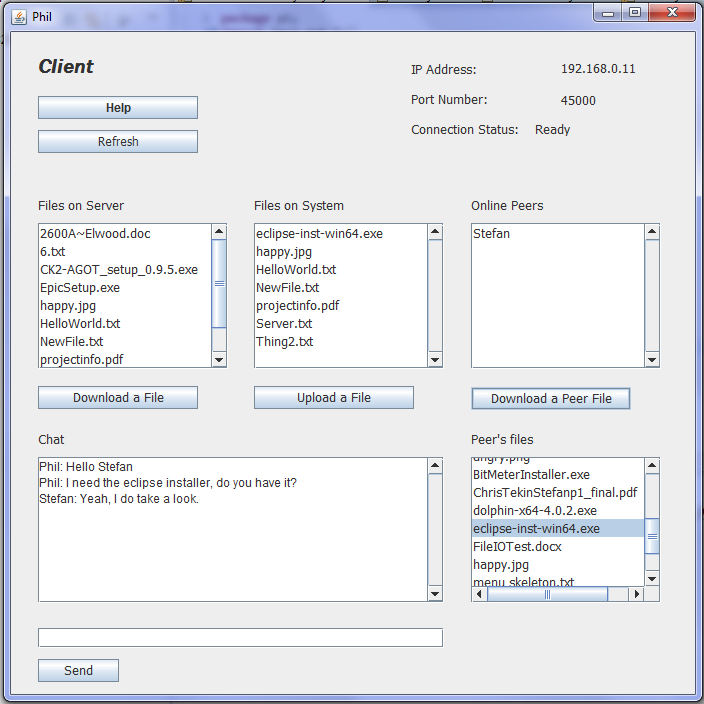 Phil
Client
IP Address: 192.168.0.11
Help
Port Number: 45000
Connection Status: Ready
Refresh
Files on Server
Files on System
Online Peers
2600A~Elwood.doc
6.txt
CK2-AGOT_setup_0.9.5.exe
EpicSetup.exe
happy.jpg
HelloWorld.txt
NewFile.txt
projectinfo.pdf
eclipse-inst-win64.exe
happy.jpg
HelloWorld.txt
NewFile.txt
projectinfo.pdf
Server.txt
Thing2.txt
Stefan
Download a File
Upload a File
Download a Peer File
Chat
Peer's files
Phil: Hello Stefan
Phil: I need the eclipse installer, do you have it?
Stefan: Yeah, I do take a look.
angry.png
BitMeterInstaller.exe
ChrisTekinStefanp1_final.pdf
dolphin-x64-4.0.2.exe
eclipse-inst-win64.exe
FileIOTest.docx
happy.jpg
menu skeleton.txt
Send